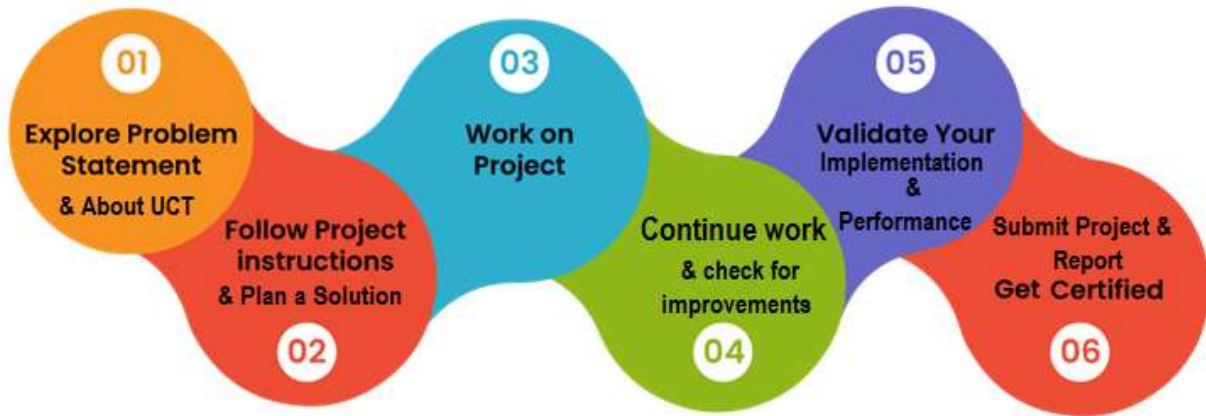 01
Explore Problem
Statement
& About UCT
Follow Project
instructions
& Plan a Solution
02
03
Work on
Project
Continue work
& check for
improvements
04
05
Validate Your
Implementation
&
Performance
Submit Project &
Report
Get Certified
06